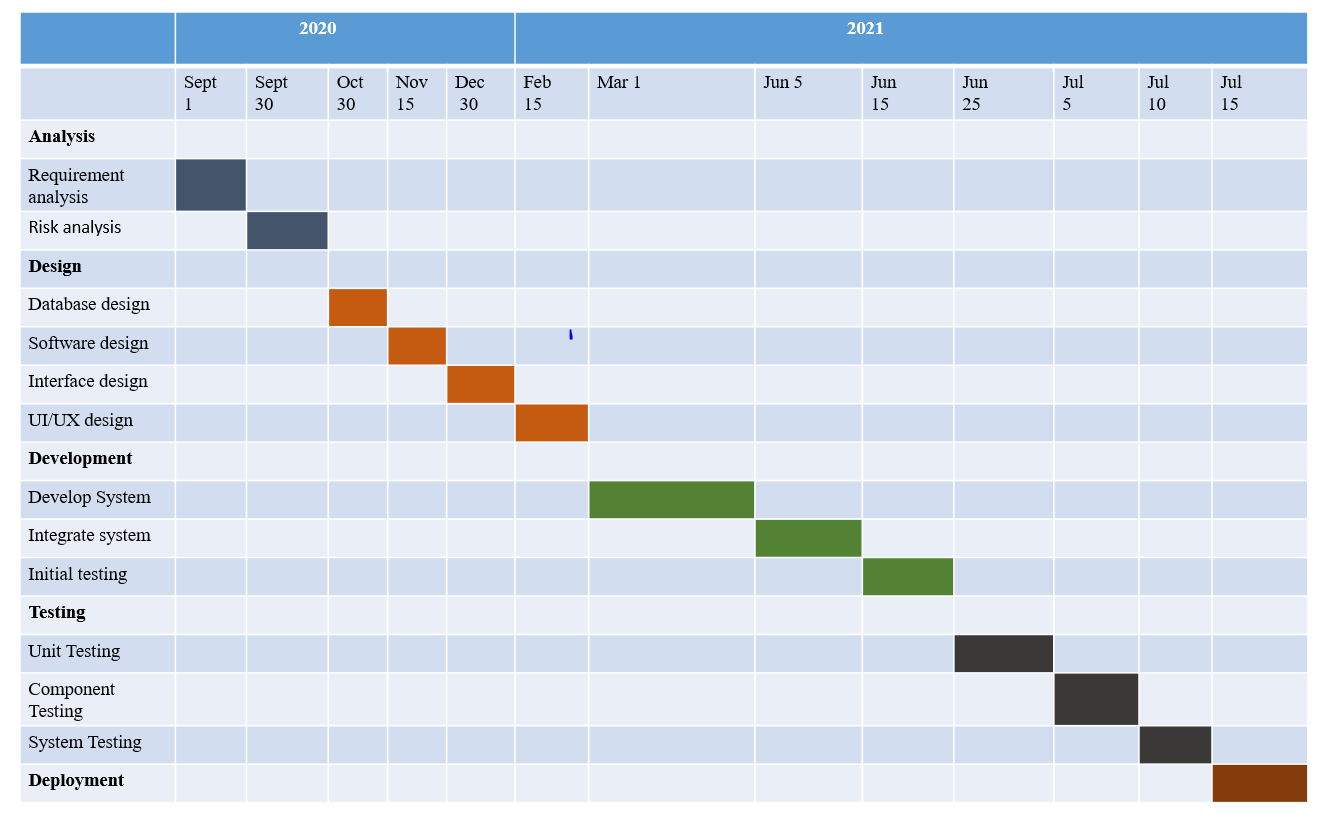 2020 2021
Sept 1 Sept 30 Oct 30 Nov 15 Dec 30 Feb 15 Mar 1 Jun 5 Jun 15 Jun 25 Jul 5 Jul 10 Jul 15
Analysis
Requirement
analysis
Risk analysis
Design
Database design
Software design
Interface design
UI/UX design
Development
Develop System
Integrate system
Initial testing
Testing
Unit Testing
Component
Testing
System Testing
Deployment